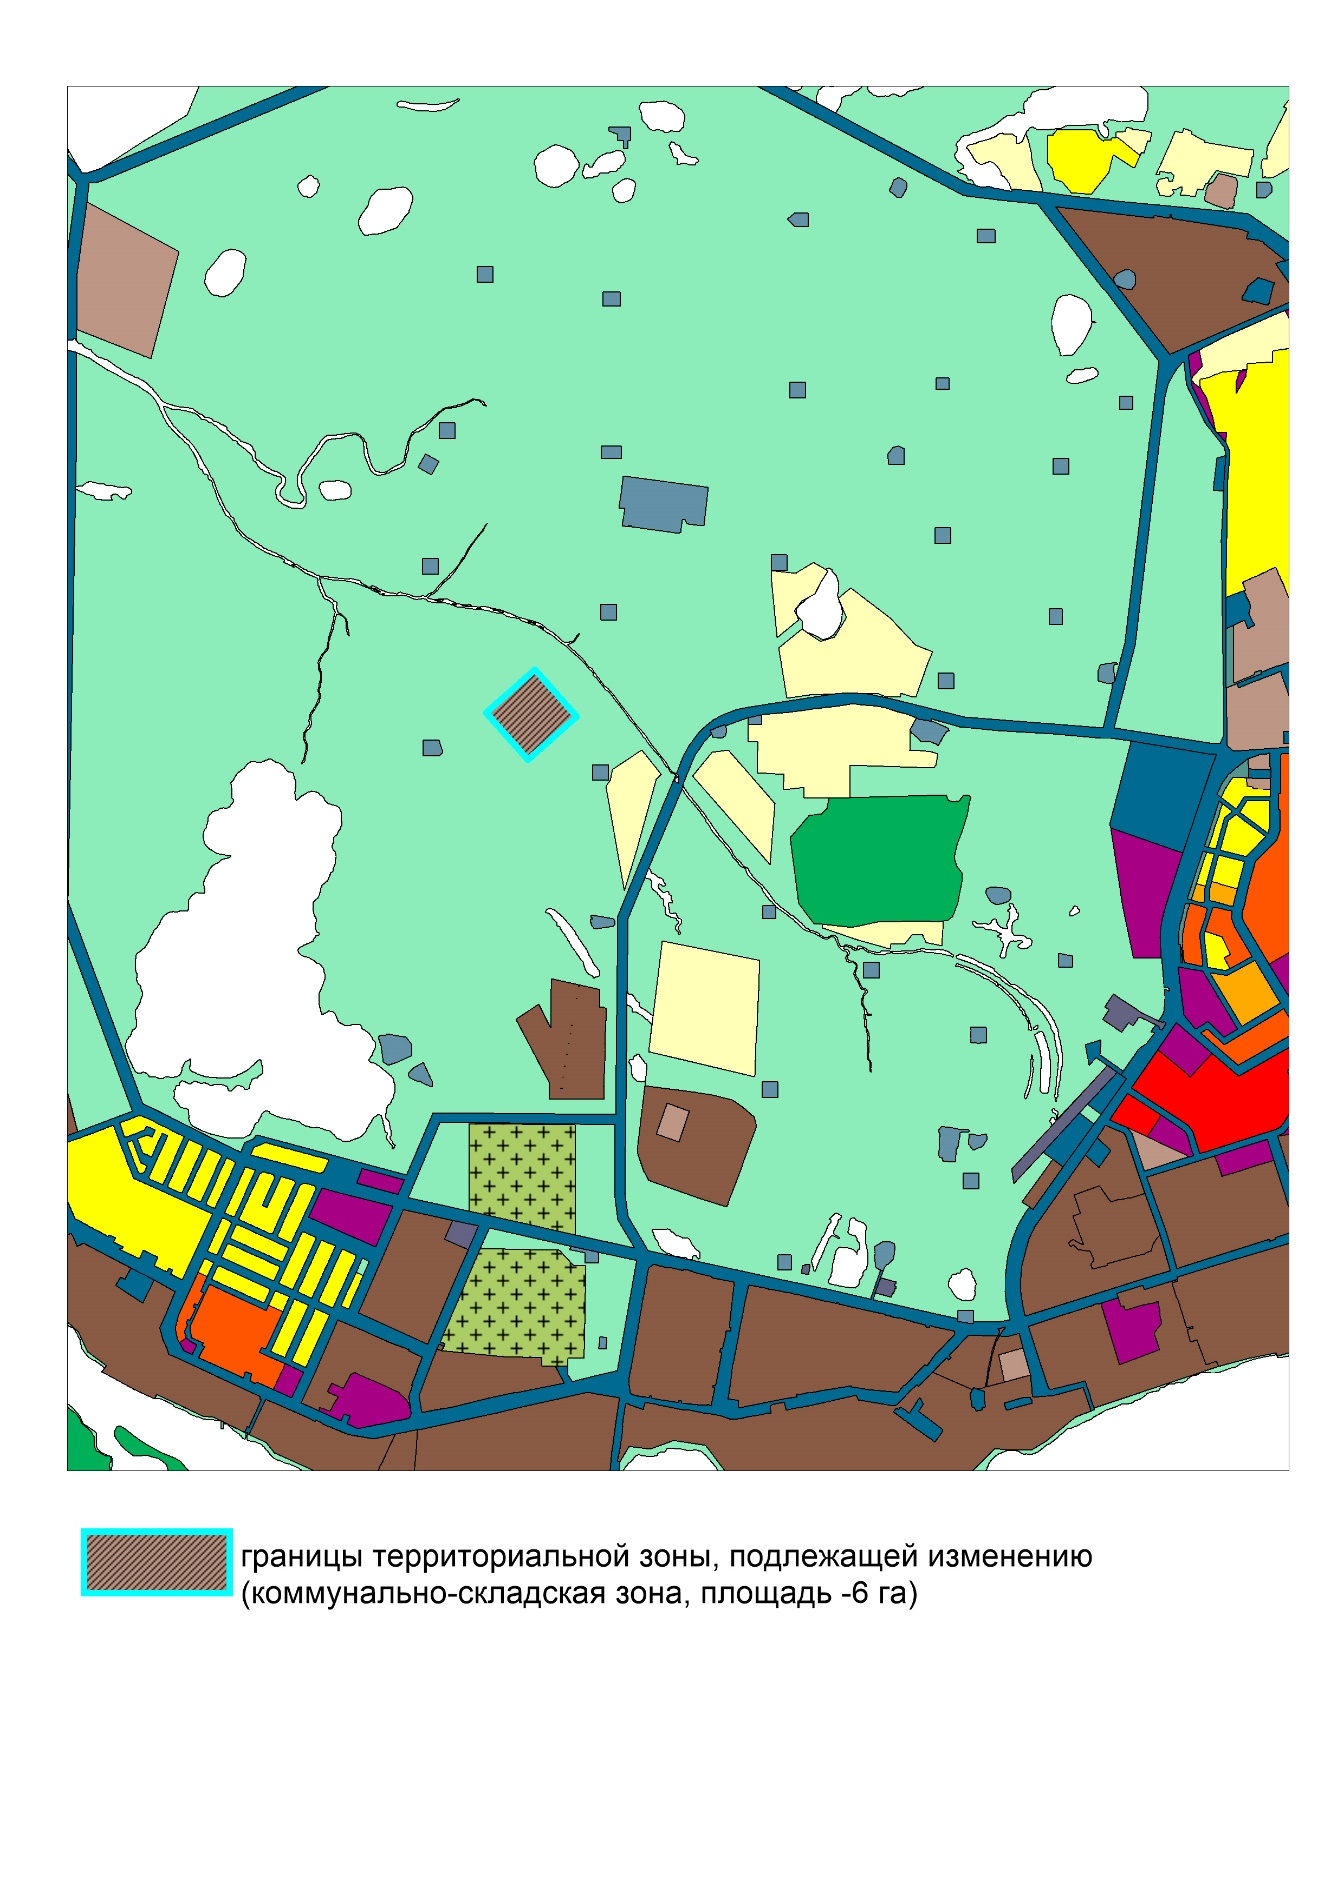 границы территориальной зоны, подлежащей изменению
(коммунально-складская зона, площадь -6 га)